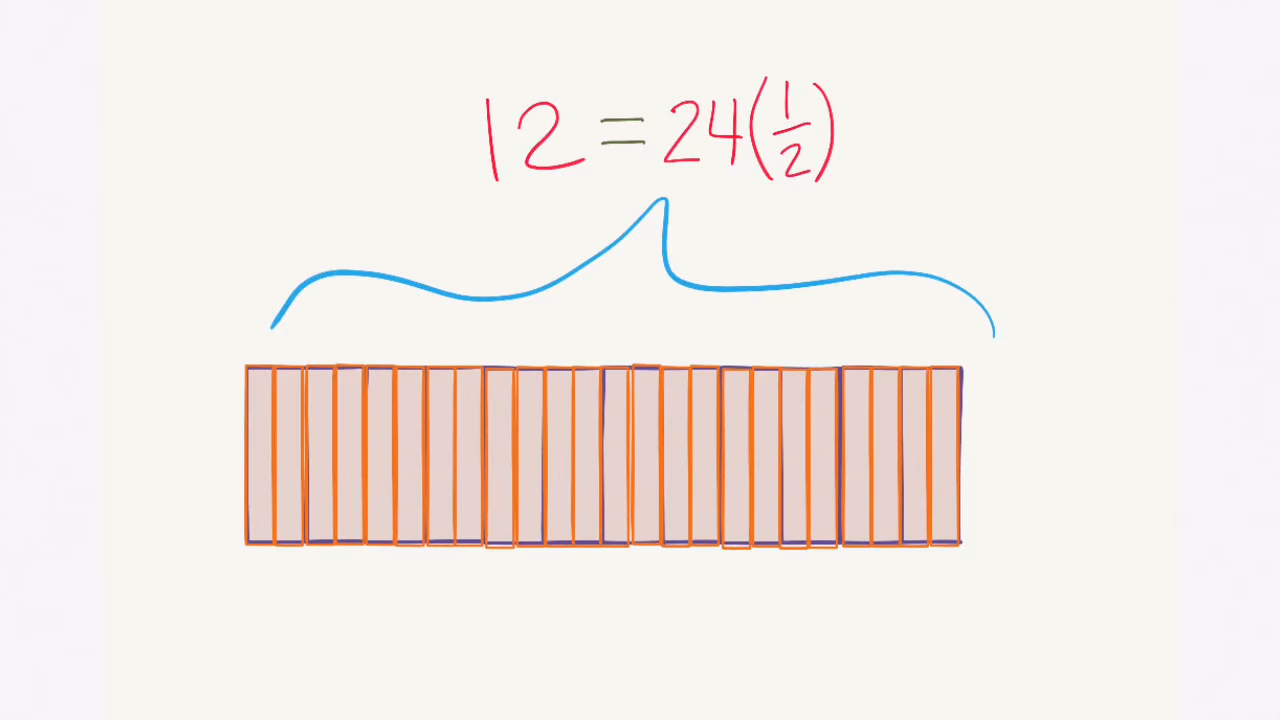 12 = 24(1/2)